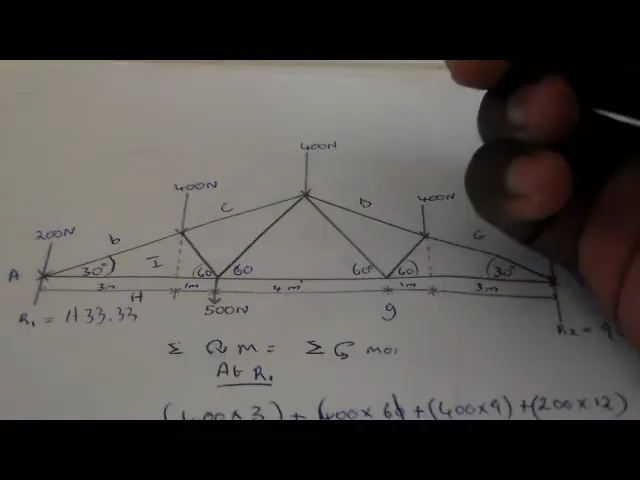 400N
400N
400N
200N
b
C
D
G
A
30°
I
60
60
60°
60
30°
3m
H
1m
4m
1m
3m
R₁ = 1133.33
500N
g
R₂ = 9
At R₁
(400×3) + (400×6) + (400×9) + (200×12)